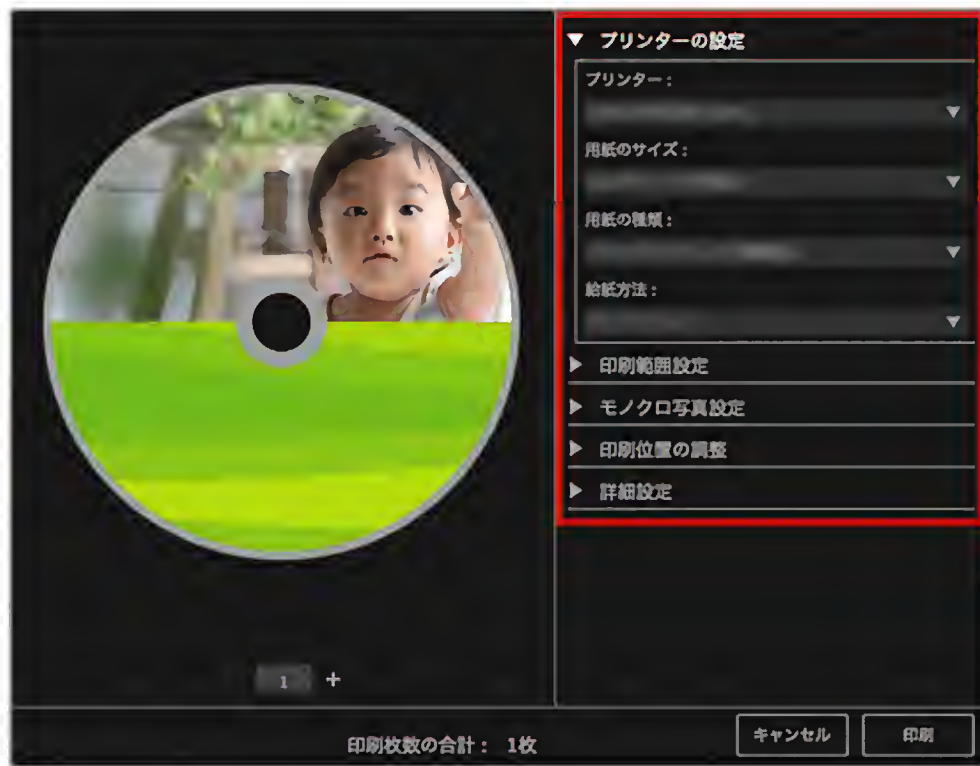 プリンターの設定
プリンター：
用紙のサイズ：
用紙の種類：
給紙方法：
印刷範囲設定
モノクロ写真設定
印刷位置の調整
詳細設定
1 +
印刷枚数の合計： 1枚
キャンセル
印刷